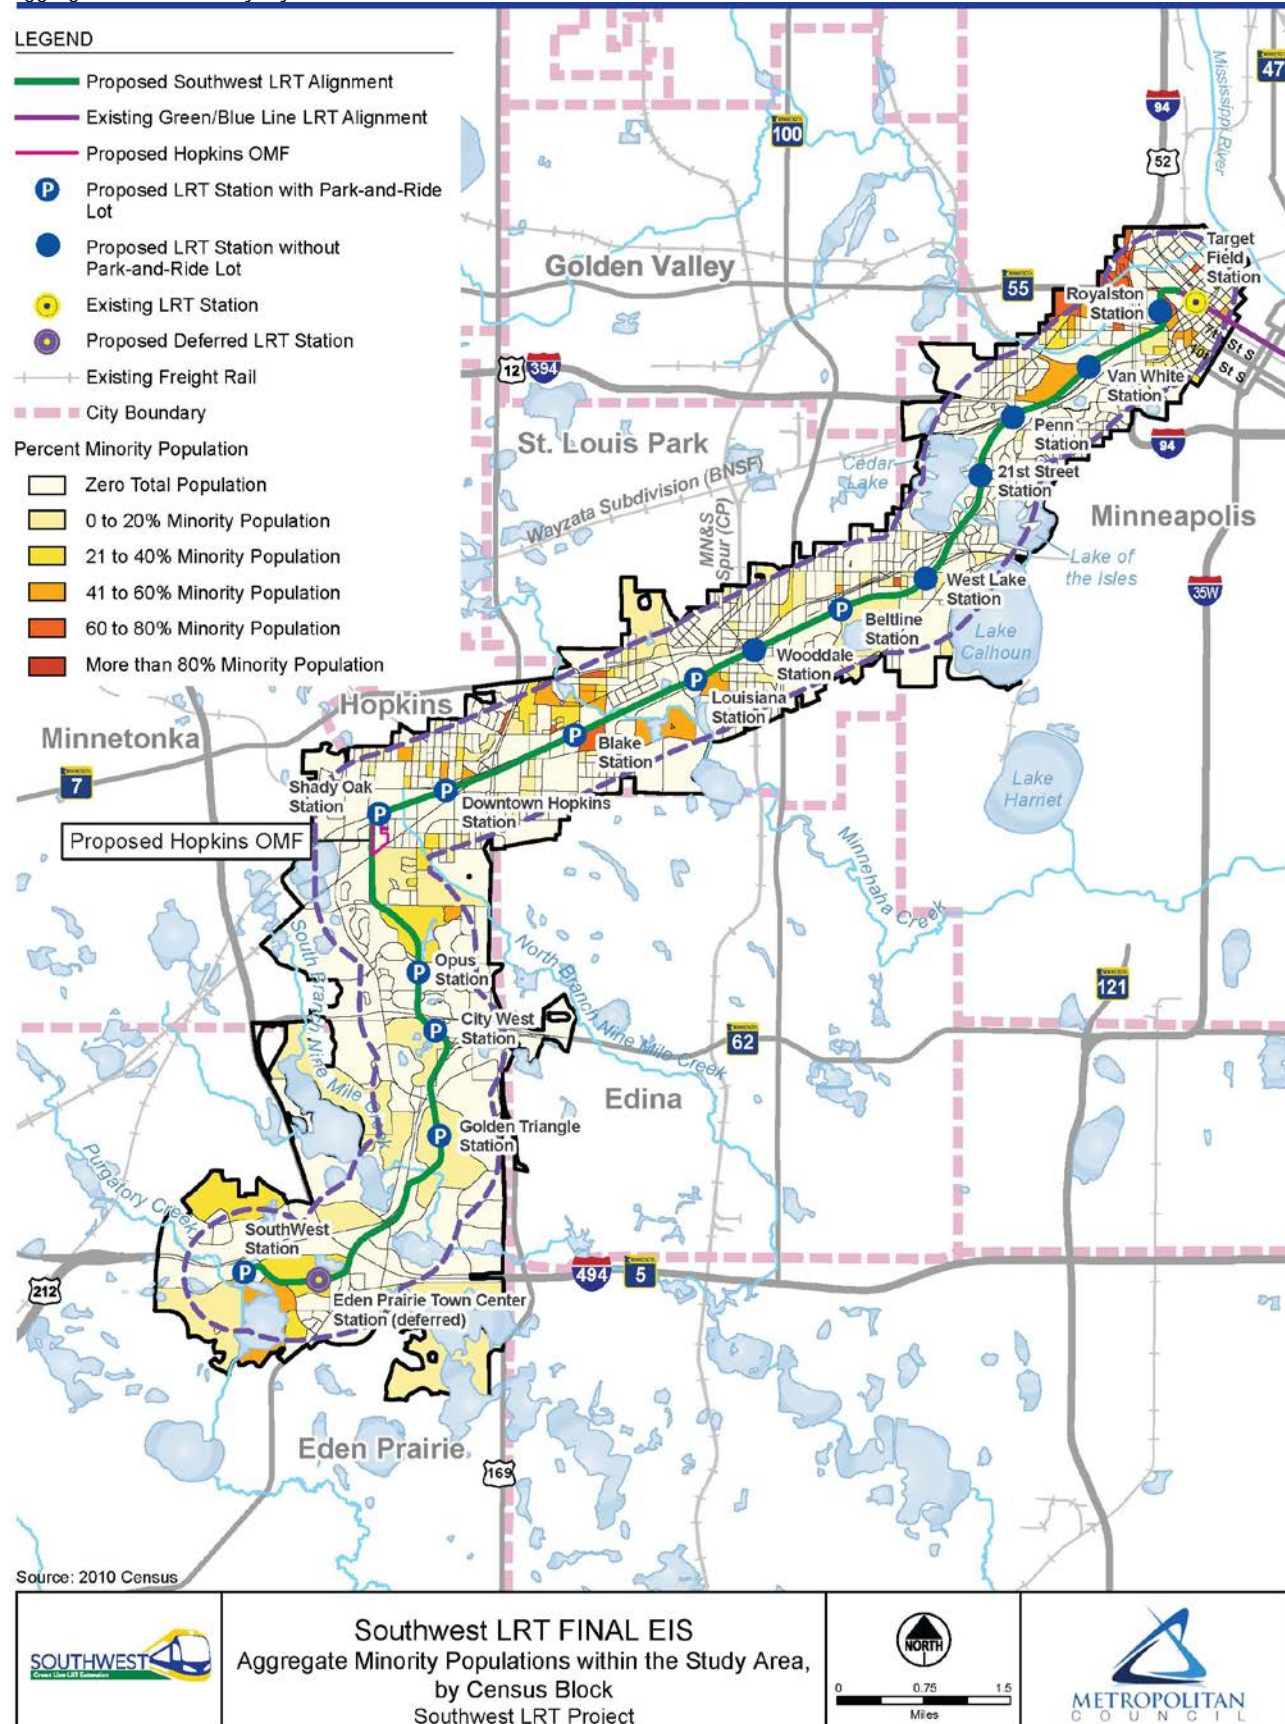 LEGEND
Proposed Southwest LRT Alignment
Existing Green/Blue Line LRT Alignment
Proposed Hopkins OMF
P
Proposed LRT Station with Park-and-Ride
Lot
Proposed LRT Station without
Park-and-Ride Lot
Existing LRT Station
Proposed Deferred LRT Station
Existing Freight Rail
City Boundary
Percent Minority Population
Zero Total Population
0 to 20% Minority Population
21 to 40% Minority Population
41 to 60% Minority Population
60 to 80% Minority Population
More than 80% Minority Population
47
94
100
52
Mississippi River
Golden Valley
55
Target
Field
Station
Royalston
Station
7th St S
10th St S
12
394
Van White
Station
St. Louis Park
Penn
Station
94
Cedar
Lake
21st Street
Station
Wayzata Subdivision (BNSF)
MN&S
Spur (CP)
Minneapolis
Lake of
the Isles
West Lake
Station
35W
P
Beltline
Station
Lake
Calhoun
Wooddale
Station
P
Louisiana
Station
Hopkins
Minnetonka
P
Blake
Station
7
Lake
Harriet
Shady Oak
Station
P
P
Downtown Hopkins
Station
Proposed Hopkins OMF
Minnehaha Creek
South Branch Nine Mile Creek
North Branch Nine Mile Creek
P
Opus
Station
121
P
City West
Station
62
Edina
P
Golden Triangle
Station
Purgatory Creek
SouthWest
Station
P
212
494
5
Eden Prairie Town Center
Station (deferred)
Eden Prairie
169
Source: 2010 Census
SOUTHWEST
Green Line LRT Extension
Southwest LRT FINAL EIS
Aggregate Minority Populations within the Study Area,
by Census Block
Southwest LRT Project
NORTH
0 0.75 1.5
Miles
METROPOLITAN
COUNCIL